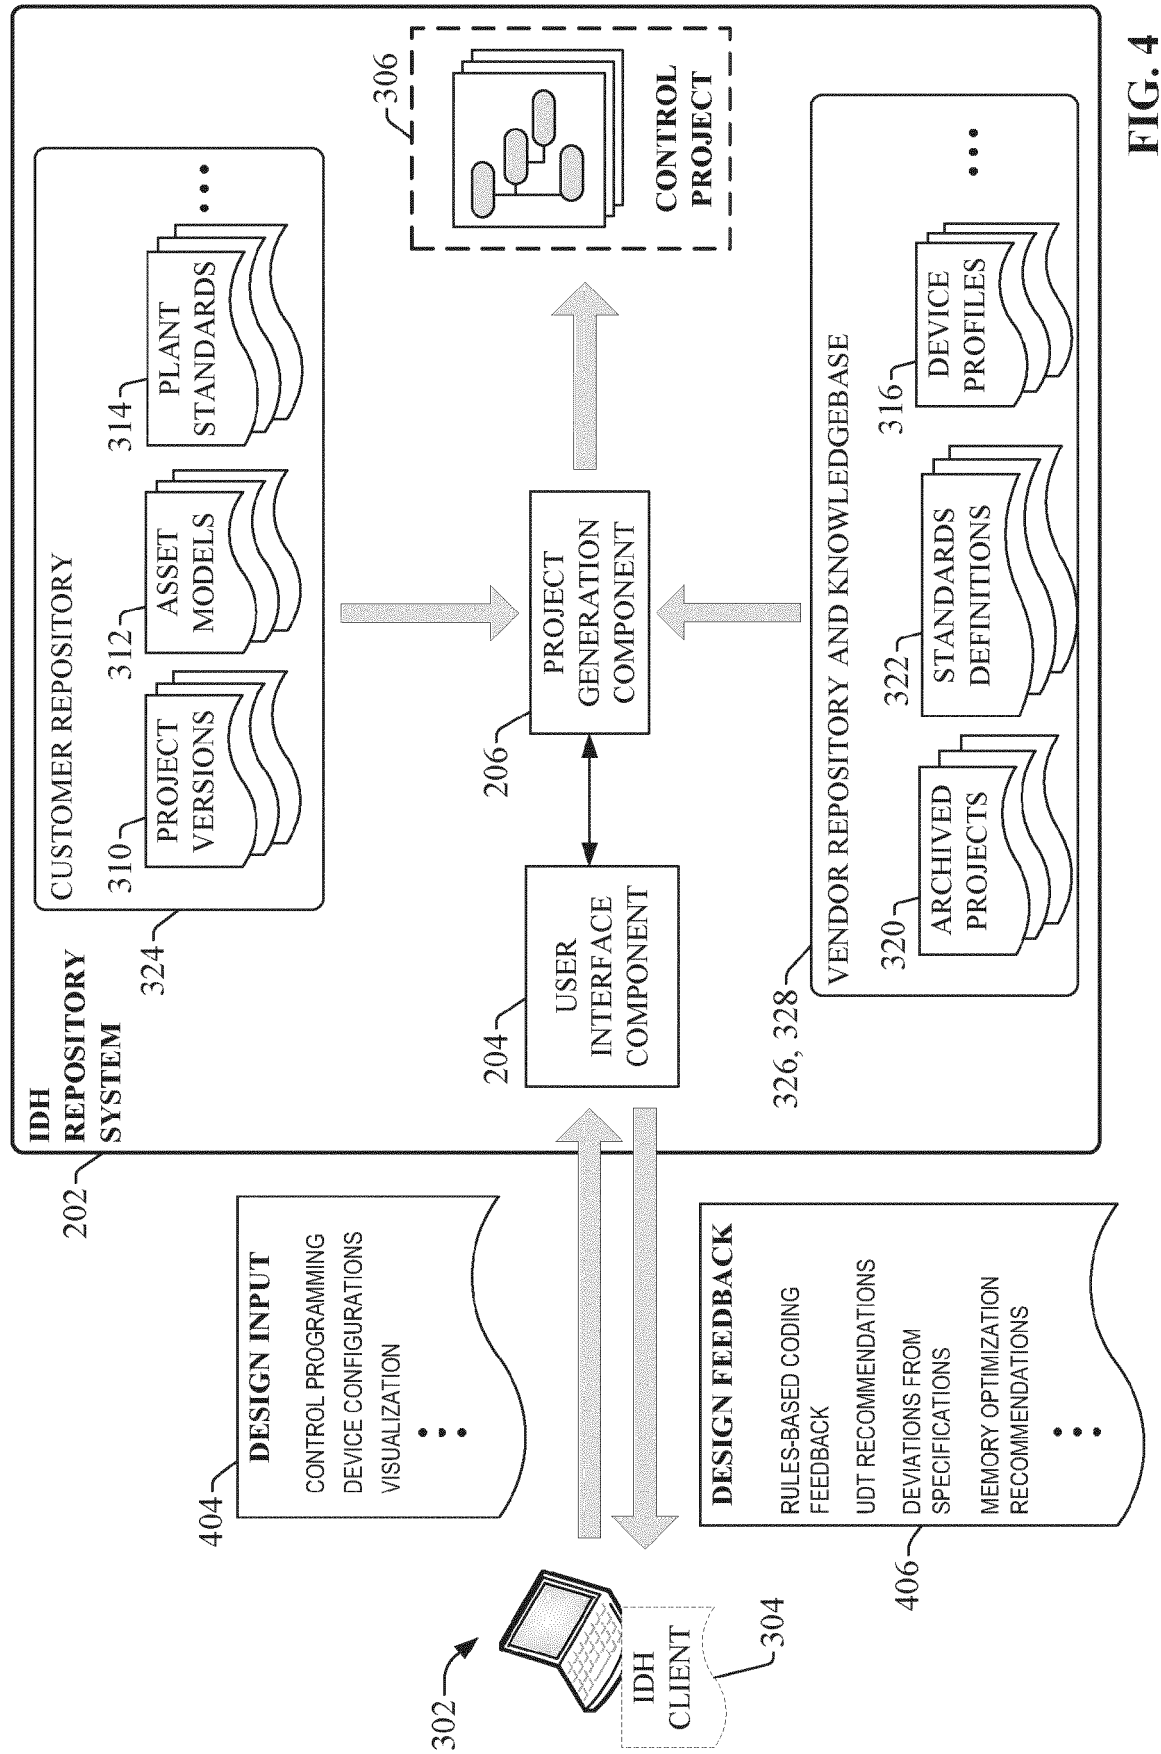 IDH
REPOSITORY
SYSTEM
202
CUSTOMER REPOSITORY
324
310
PROJECT
VERSIONS
312
ASSET
MODELS
314
PLANT
STANDARDS
...
404
DESIGN INPUT
CONTROL PROGRAMMING
DEVICE CONFIGURATIONS
VISUALIZATION
...
302
IDH
CLIENT
304
204
USER
INTERFACE
COMPONENT
206
PROJECT
GENERATION
COMPONENT
306
CONTROL
PROJECT
406
DESIGN FEEDBACK
RULES-BASED CODING
FEEDBACK
UDT RECOMMENDATIONS
DEVIATIONS FROM
SPECIFICATIONS
MEMORY OPTIMIZATION
RECOMMENDATIONS
...
326, 328
VENDOR REPOSITORY AND KNOWLEDGEBASE
320
ARCHIVED
PROJECTS
322
STANDARDS
DEFINITIONS
316
DEVICE
PROFILES
...
FIG. 4